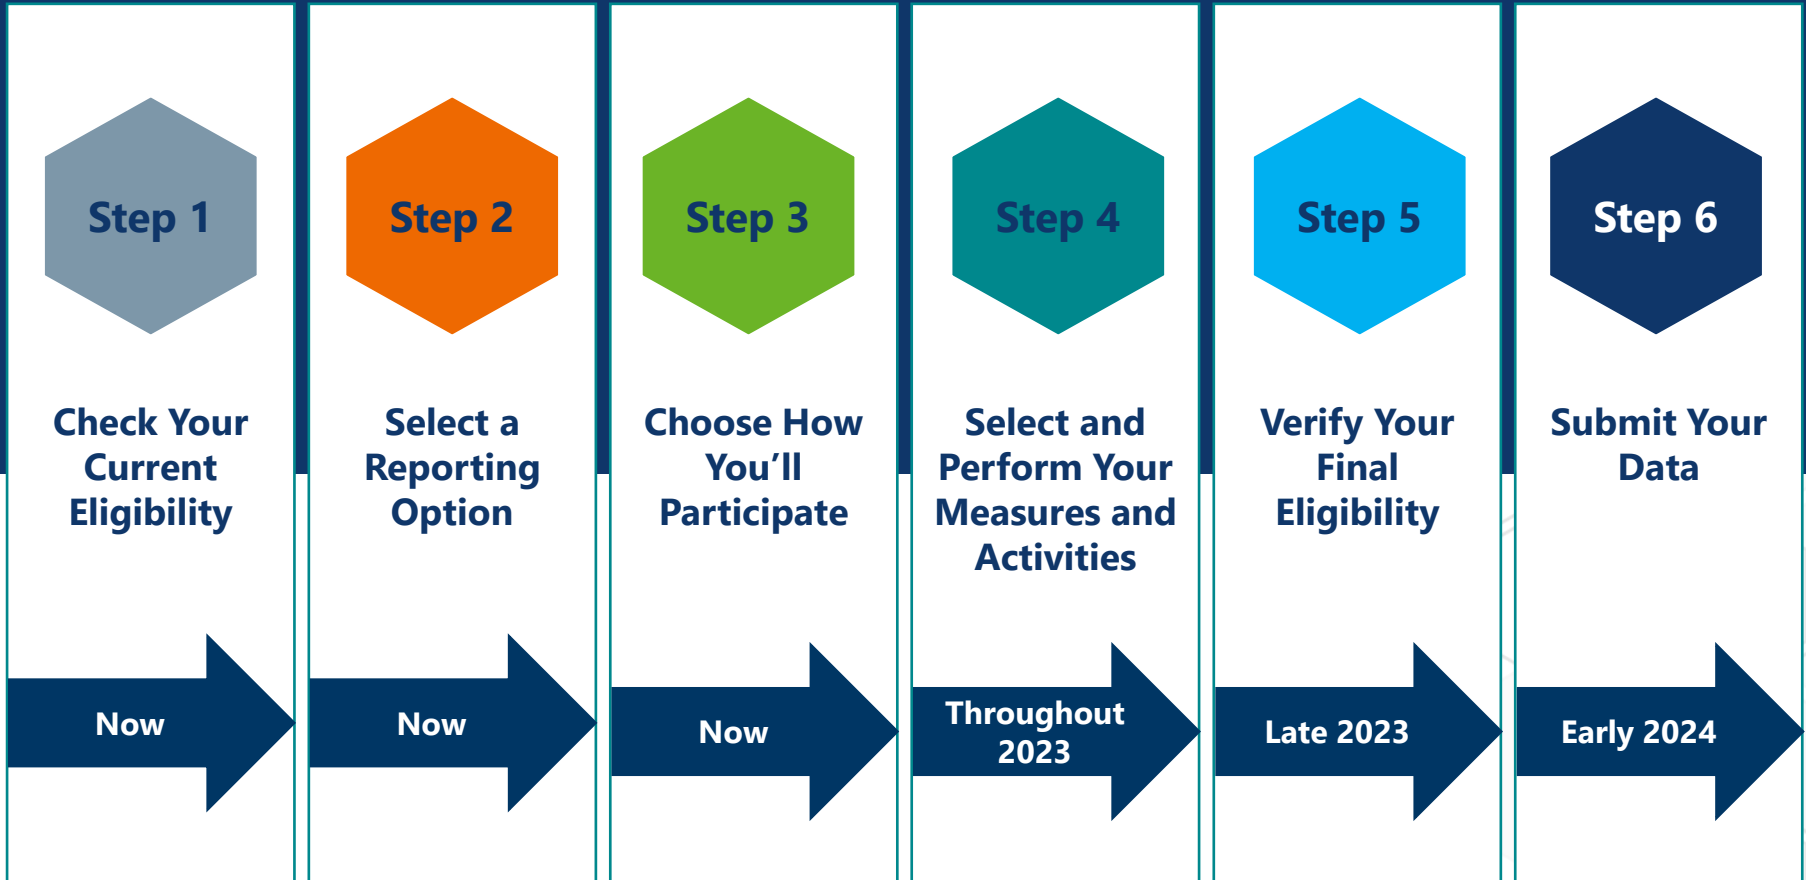 Step 1
Check Your
Current
Eligibility
Now
Step 2
Select a
Reporting
Option
Now
Step 3
Choose How
You’ll
Participate
Now
Step 4
Select and
Perform Your
Measures and
Activities
Throughout
2023
Step 5
Verify Your
Final
Eligibility
Late 2023
Step 6
Submit Your
Data
Early 2024